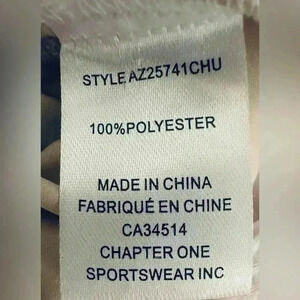 STYLE AZ25741CHU
100%POLYESTER
MADE IN CHINA
FABRIQUÉ EN CHINE
CA34514
CHAPTER ONE
SPORTSWEAR INC